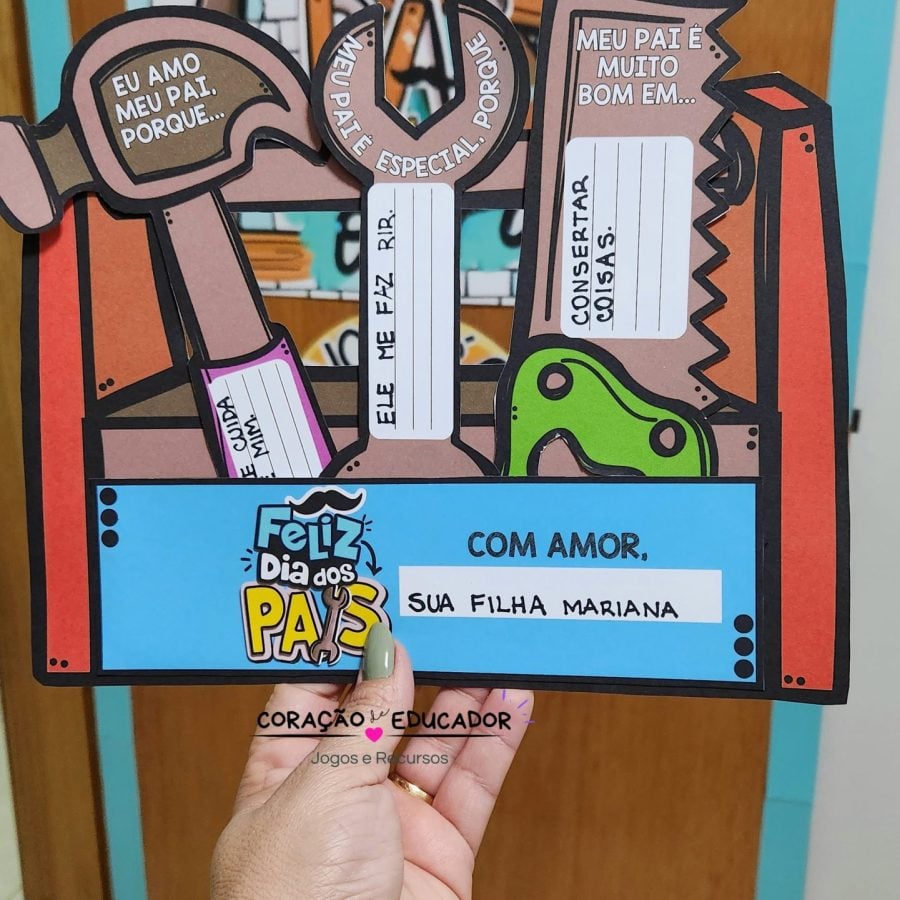 EU AMO
MEU PAI,
PORQUE...
CUIDA
MIM.
MEU PAI É ESPECIAL, PORQUE
ELE ME FAZ RIR.
MEU PAI É
MUITO
BOM EM...
CONSERTAR
COISAS.
FELIZ
DIA DOS
PAIS
COM AMOR,
SUA FILHA MARIANA
CORAÇÃO de EDUCADOR
Jogos e Recursos